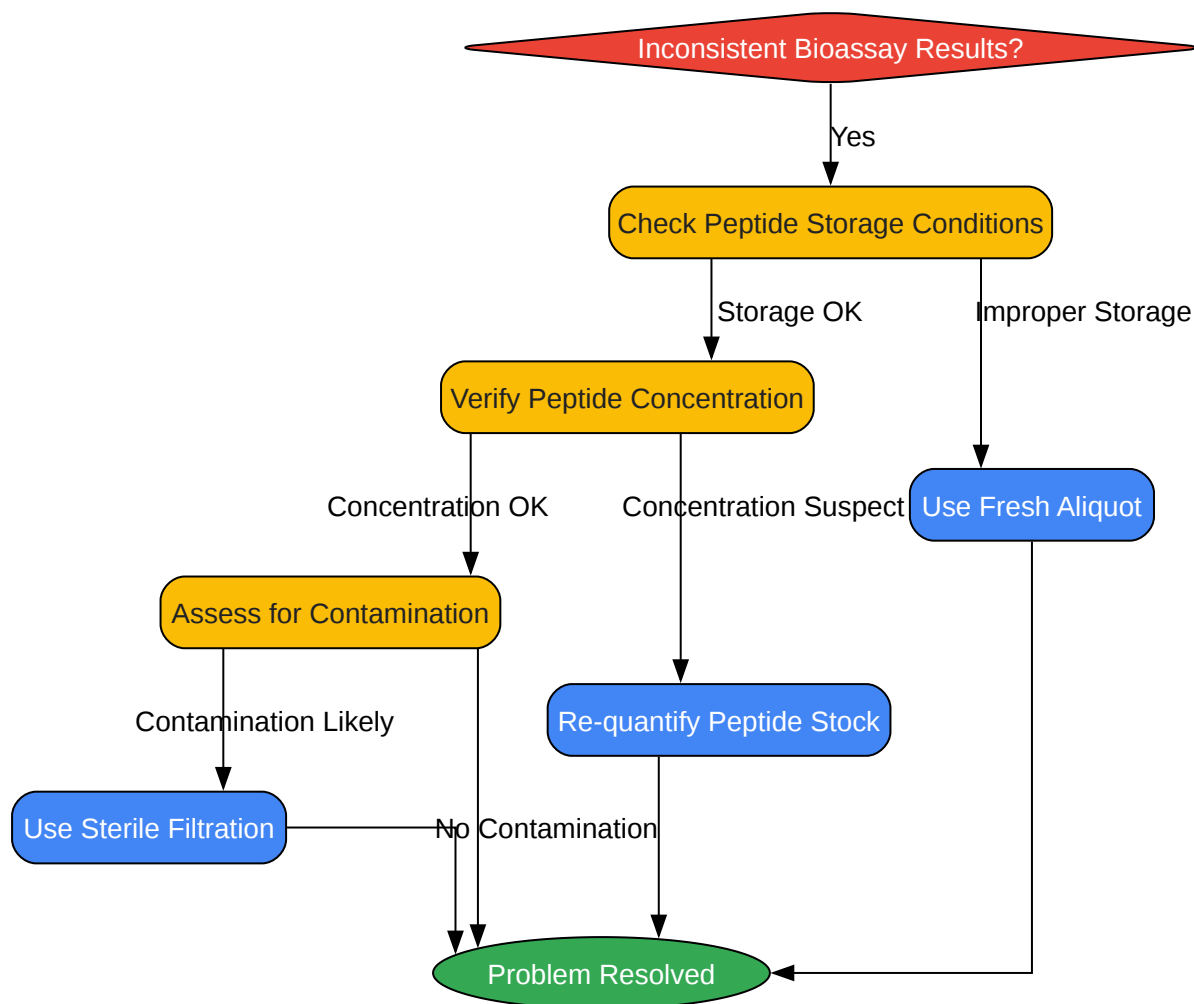 Inconsistent Bioassay Results?
Yes
Check Peptide Storage Conditions
Storage OK
Improper Storage
Verify Peptide Concentration
Concentration OK
Concentration Suspect
Use Fresh Aliquot
Assess for Contamination
Contamination Likely
Re-quantify Peptide Stock
Use Sterile Filtration
No Contamination
Problem Resolved